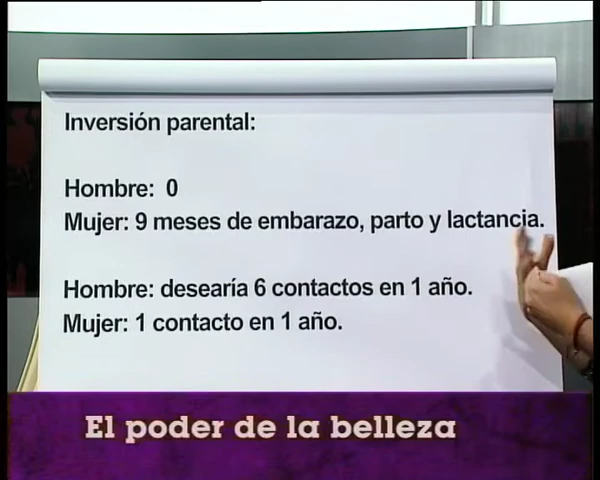 Inversión parental:
Hombre: 0
Mujer: 9 meses de embarazo, parto y lactancia.
Hombre: desearía 6 contactos en 1 año.
Mujer: 1 contacto en 1 año.
El poder de la belleza